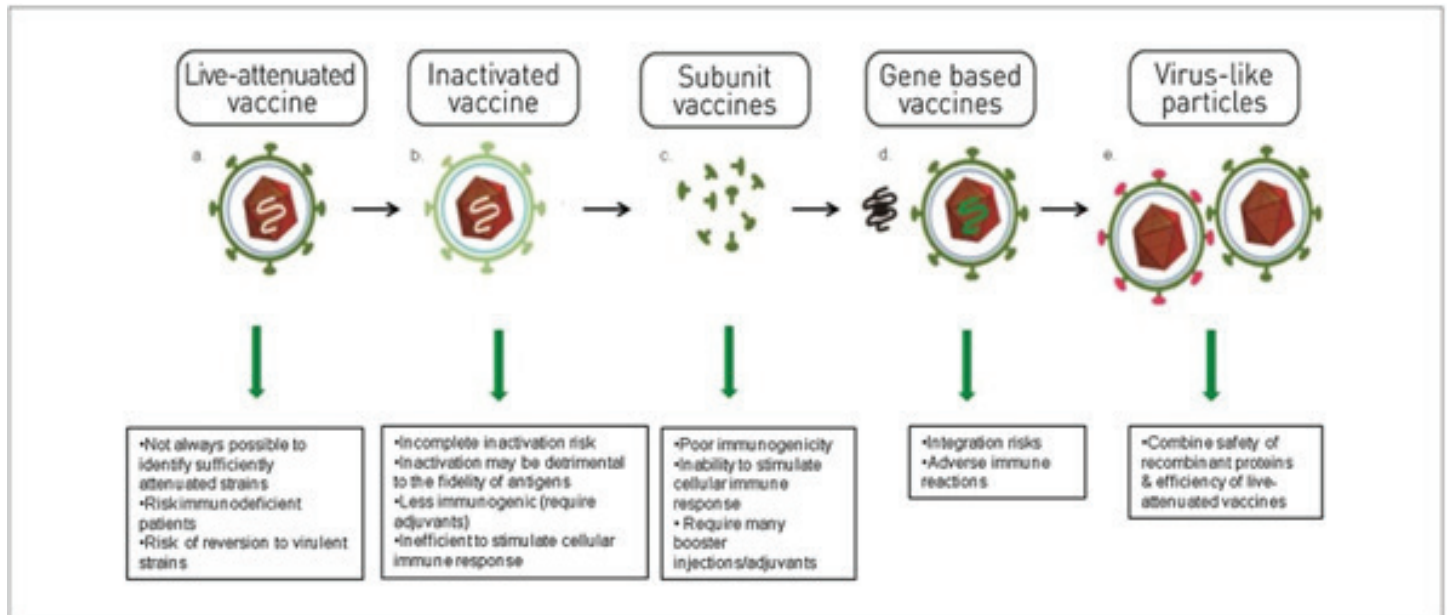 Live-attenuated
vaccine
Inactivated
vaccine
Subunit
vaccines
Gene based
vaccines
Virus-like
particles
a.
b.
c.
d.
e.
•Not always possible to
identify sufficiently
attenuated strains
•Risk immunodeficient
patients
•Risk of reversion to virulent
strains
•Incomplete inactivation risk
•Inactivation may be detrimental
to the fidelity of antigens
•Less immunogenic (require
adjuvants)
•Inefficient to stimulate cellular
immune response
•Poor immunogenicity
•Inability to stimulate
cellular immune
response
• Require many
booster
injections/adjuvants
•Integration risks
•Adverse immune
reactions
•Combine safety of
recombinant proteins
& efficiency of live-
attenuated vaccines